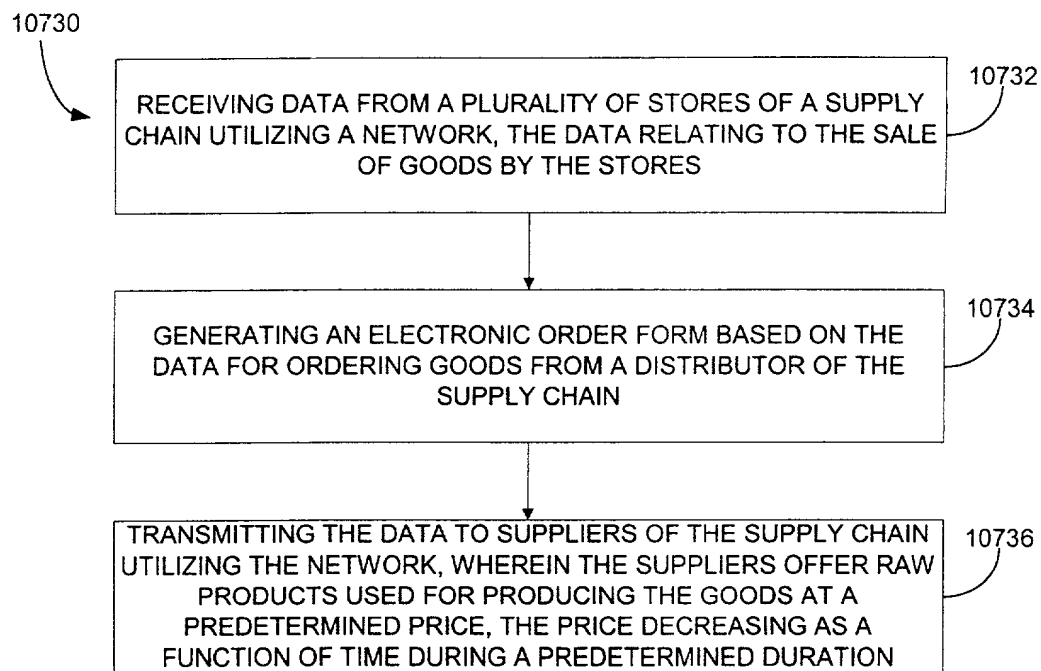 10730
10732
RECEIVING DATA FROM A PLURALITY OF STORES OF A SUPPLY
CHAIN UTILIZING A NETWORK, THE DATA RELATING TO THE SALE
OF GOODS BY THE STORES
10734
GENERATING AN ELECTRONIC ORDER FORM BASED ON THE
DATA FOR ORDERING GOODS FROM A DISTRIBUTOR OF THE
SUPPLY CHAIN
10736
TRANSMITTING THE DATA TO SUPPLIERS OF THE SUPPLY CHAIN
UTILIZING THE NETWORK, WHEREIN THE SUPPLIERS OFFER RAW
PRODUCTS USED FOR PRODUCING THE GOODS AT A
PREDETERMINED PRICE, THE PRICE DECREASING AS A
FUNCTION OF TIME DURING A PREDETERMINED DURATION